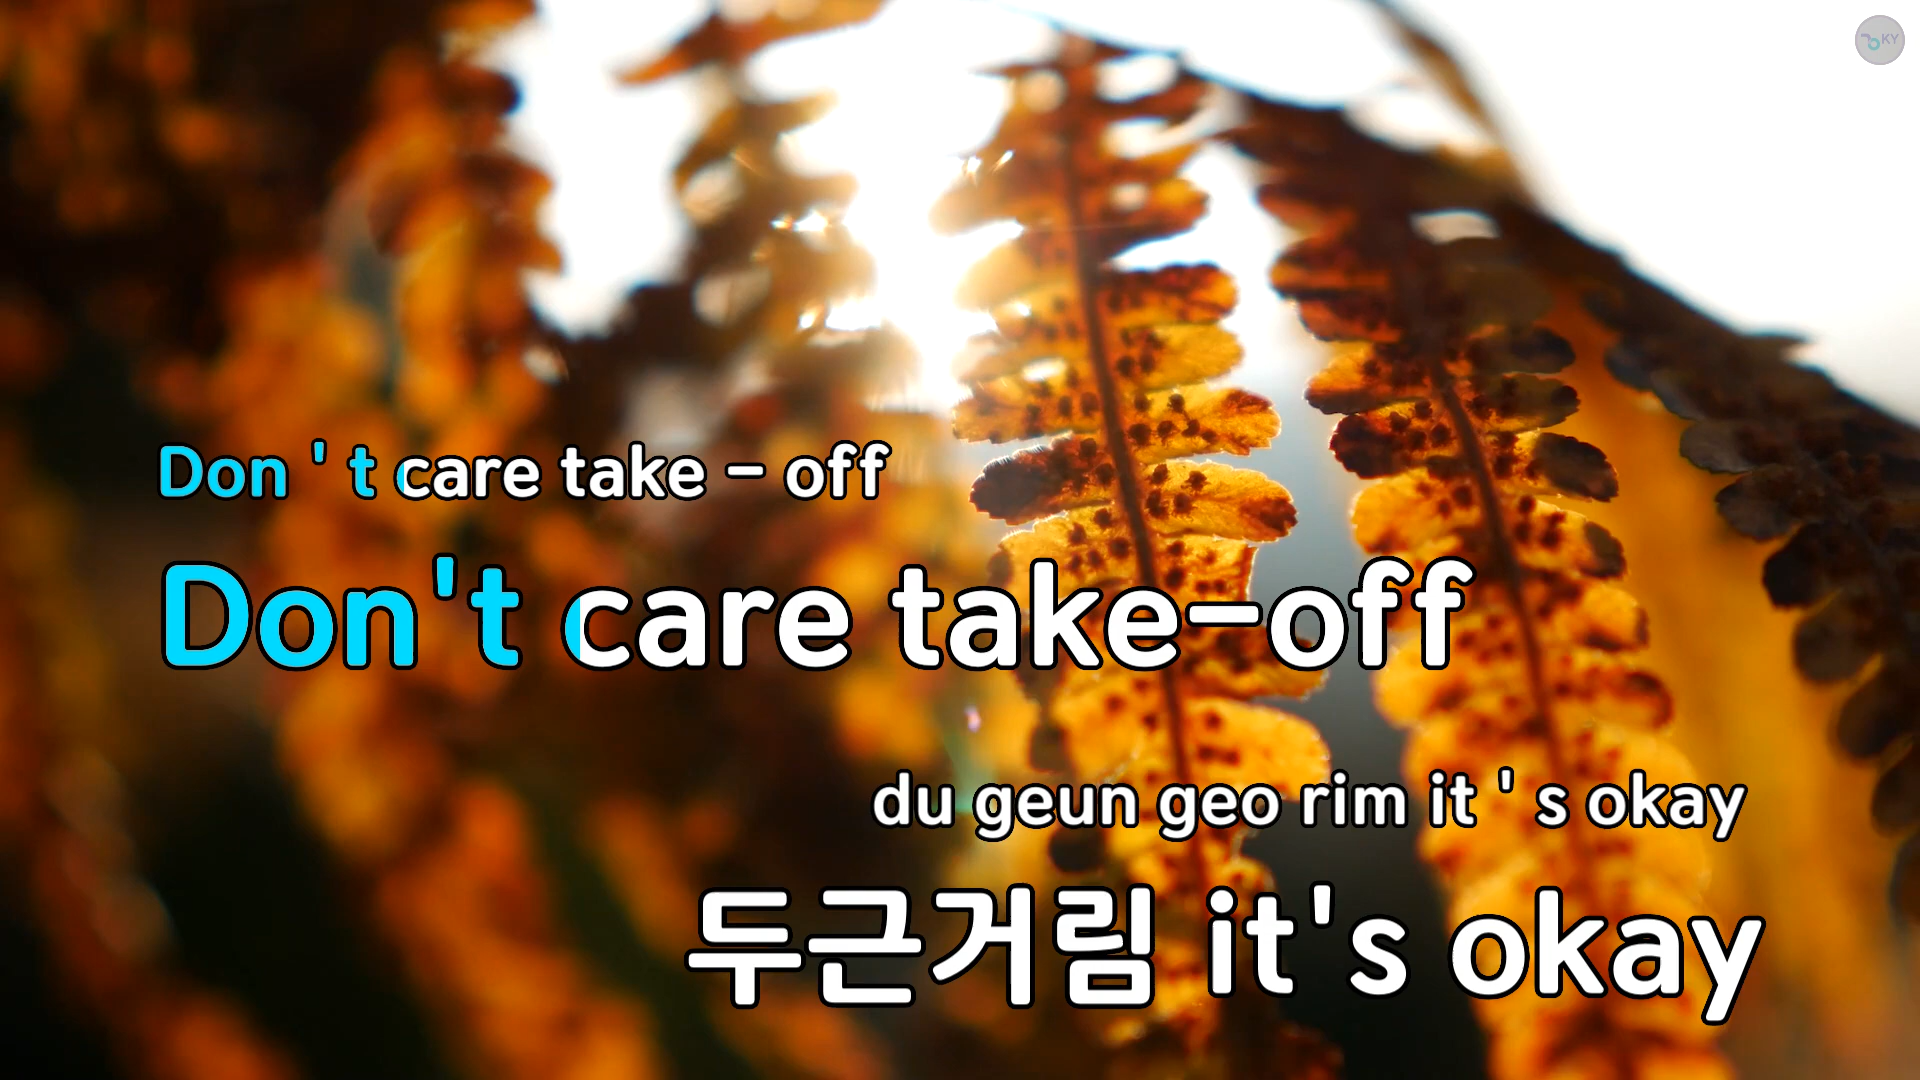 KY
Don ' t care take - off
Don't care take-off
du geun geo rim it ' s okay
두근거림 it's okay